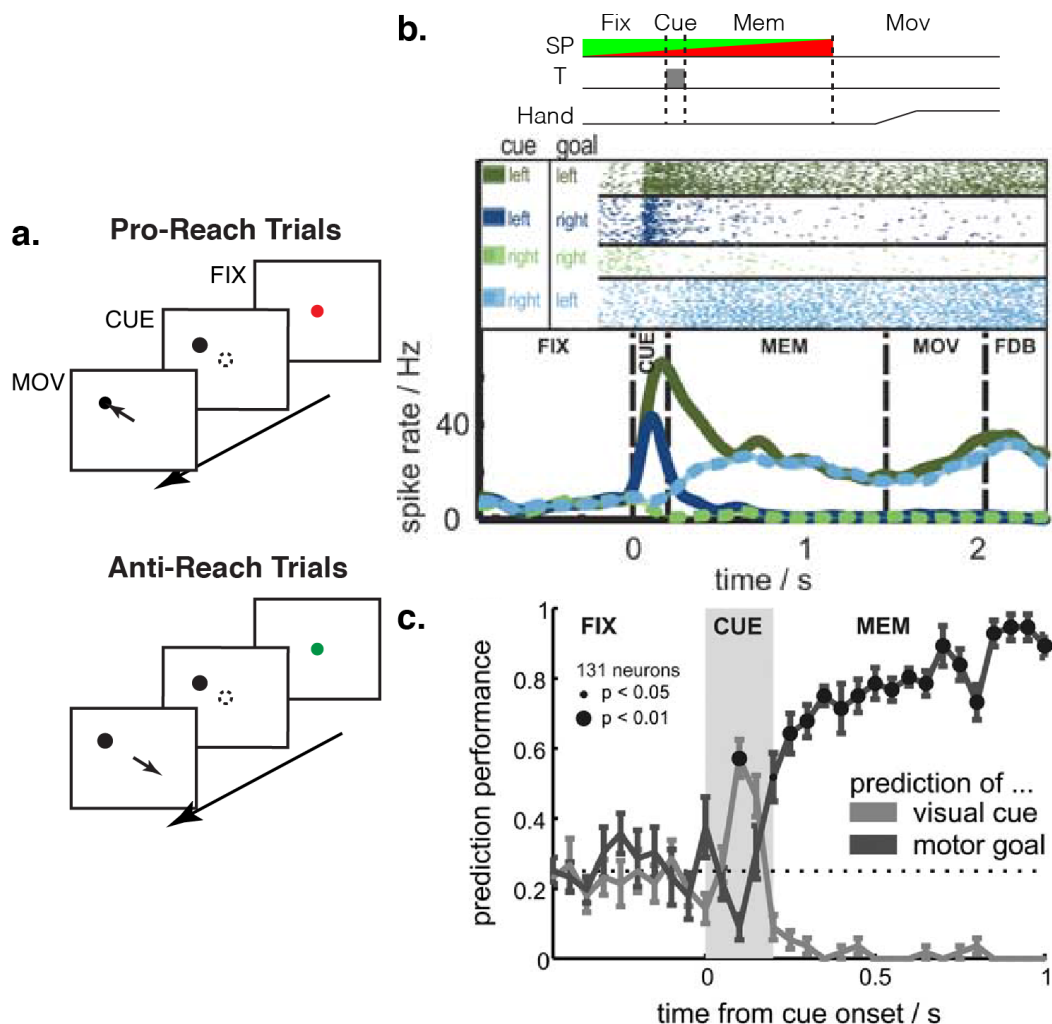 a.
Pro-Reach Trials
FIX
CUE
MOV
Anti-Reach Trials
b.
Fix Cue Mem Mov
SP
T
Hand
cue goal
left left
left right
right right
right left
FIX CUE MEM MOV FDB
spike rate / Hz
40
0
0 1 2
time / s
c.
1
0.8
0.6
0.4
0.2
0
prediction performance
FIX CUE MEM
131 neurons
p < 0.05
p < 0.01
prediction of ...
visual cue
motor goal
0 0.5 1
time from cue onset / s